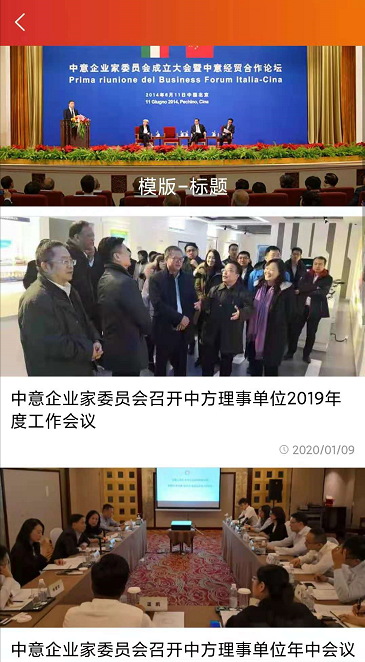 中意企业家委员会成立大会暨中意经贸合作论坛
Prima riunione del Business Forum Italia-Cina
2014年6月11日中国北京
11 Giugno 2014, Pechino, Cina
模版-标题
中意企业家委员会召开中方理事单位2019年
度工作会议
2020/01/09
中意企业家委员会召开中方理事单位年中会议